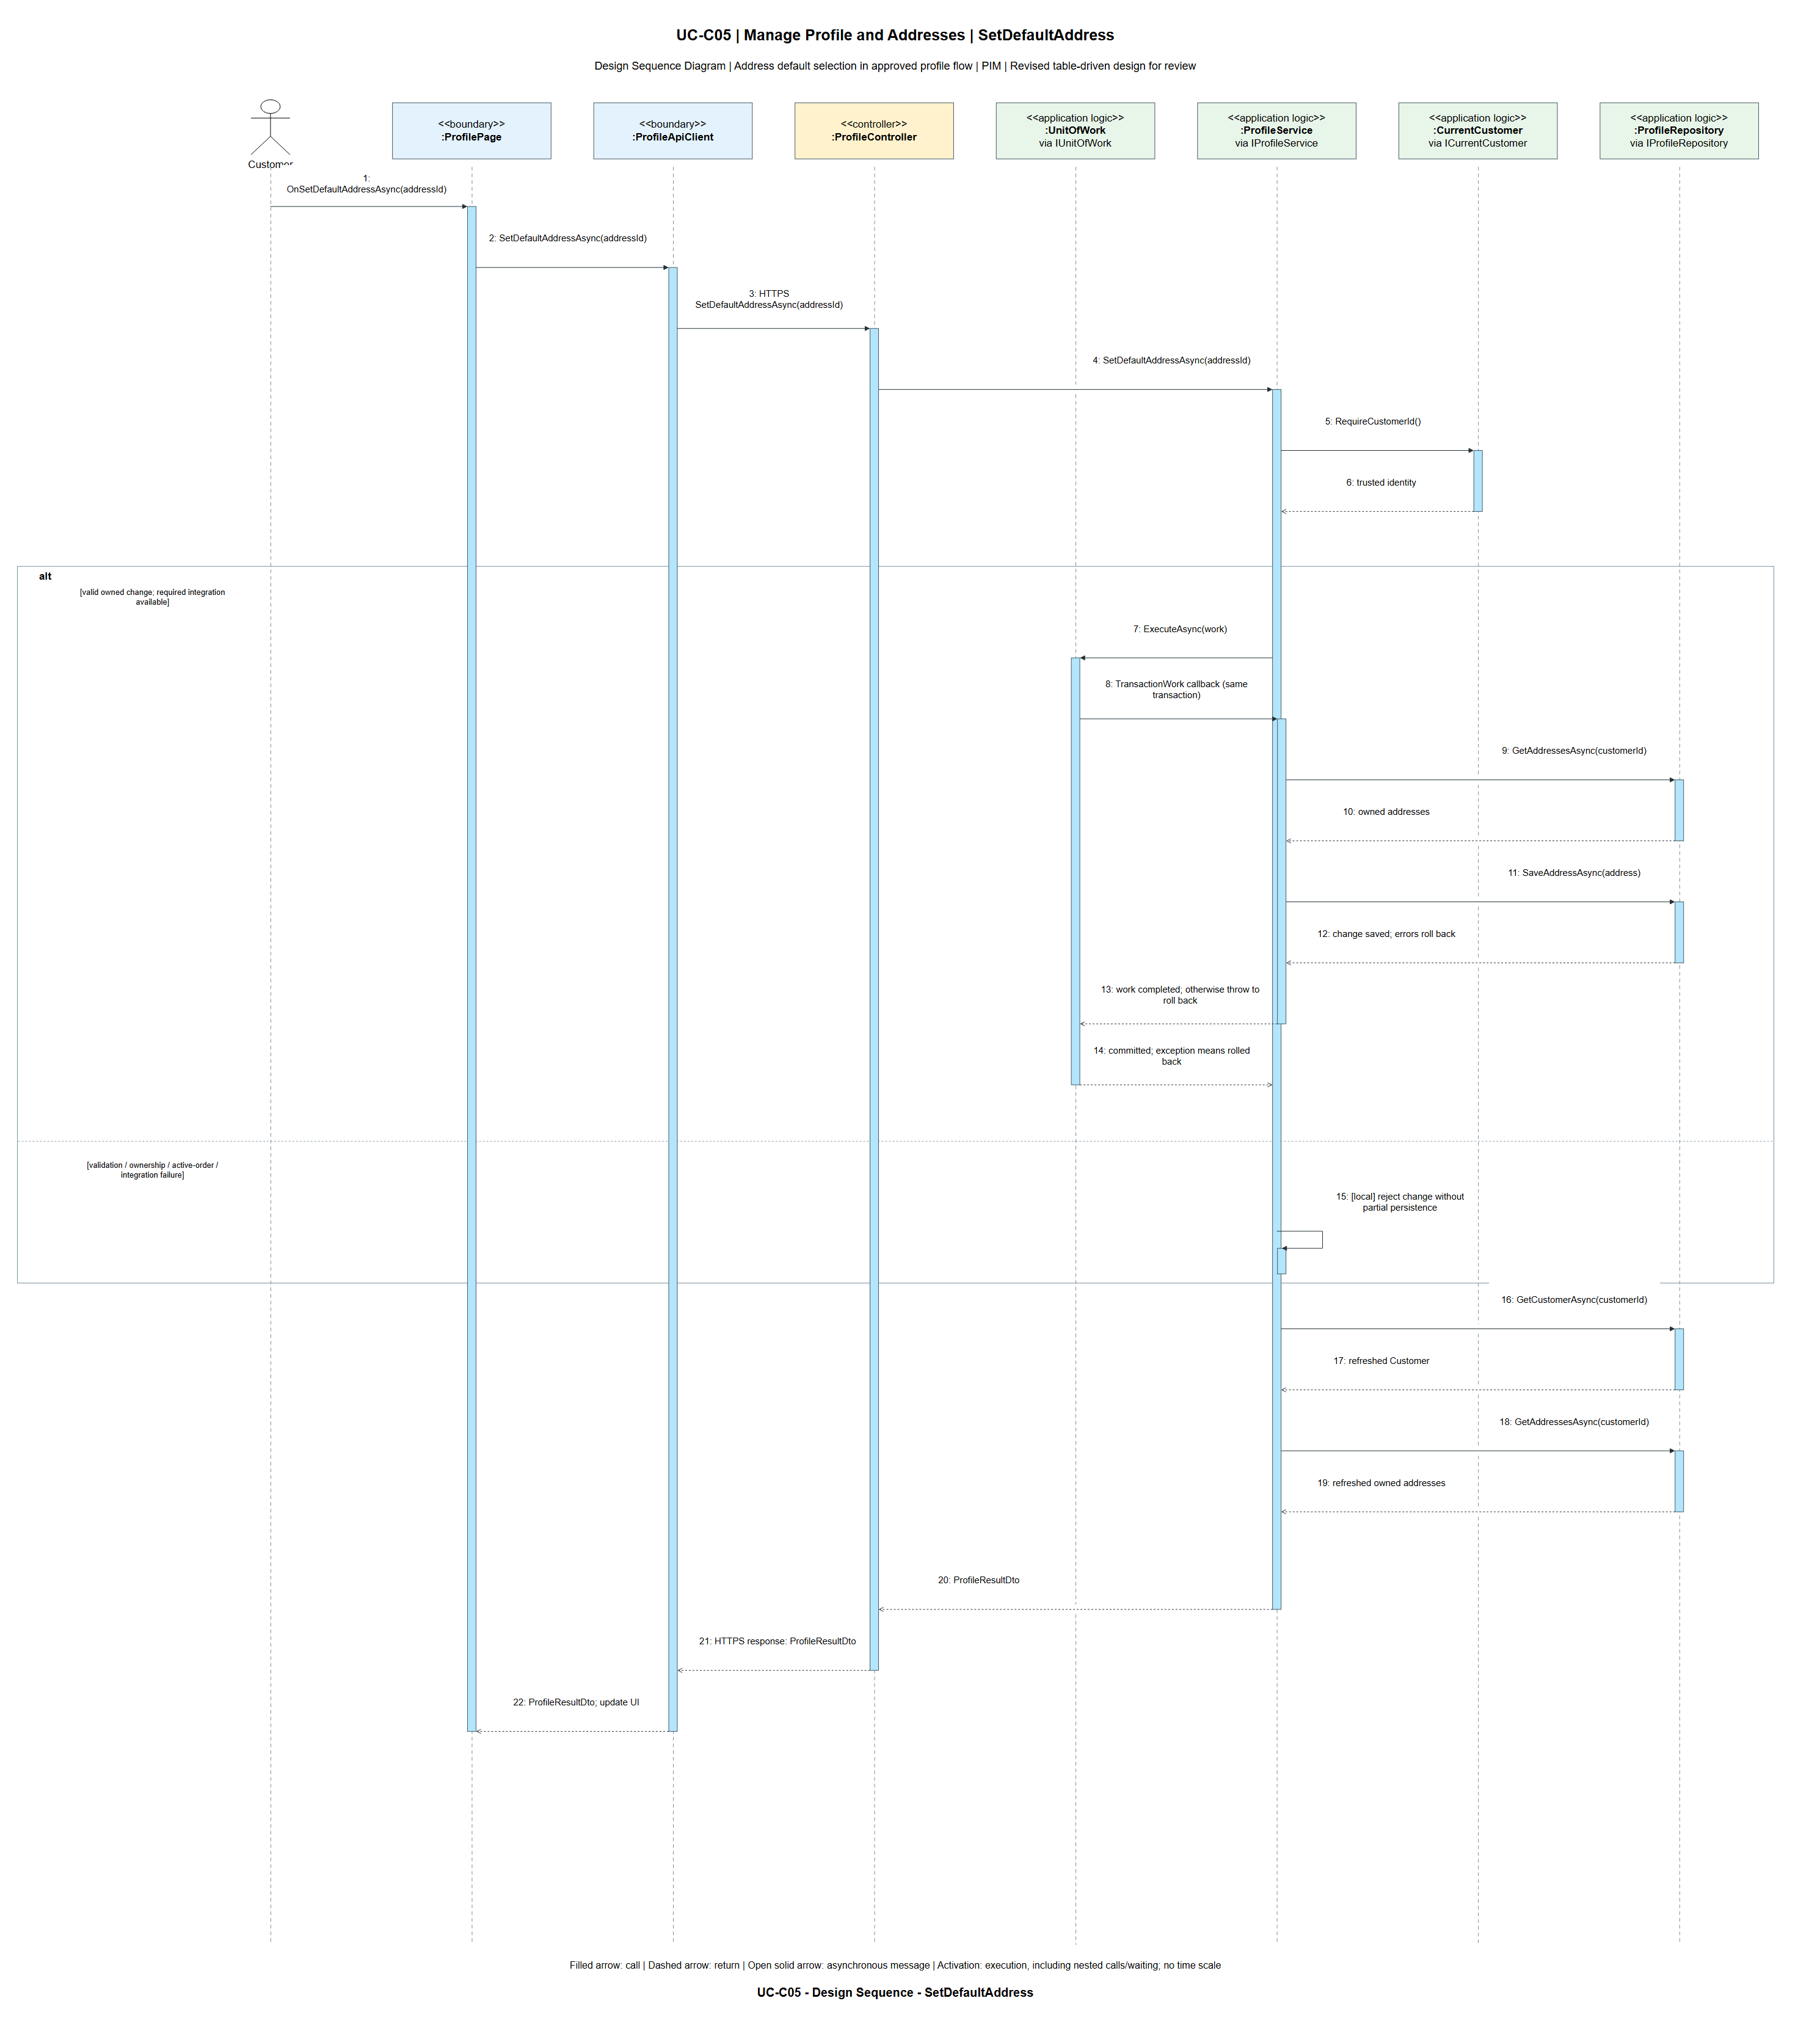 UC-C05 | Manage Profile and Addresses | SetDefaultAddress
Design Sequence Diagram | Address default selection in approved profile flow | PIM | Revised table-driven design for review
Customer
<<boundary>>
:ProfilePage
<<boundary>>
:ProfileApiClient
<<controller>>
:ProfileController
<<application logic>>
:UnitOfWork
via IUnitOfWork
<<application logic>>
:ProfileService
via IProfileService
<<application logic>>
:CurrentCustomer
via ICurrentCustomer
<<application logic>>
:ProfileRepository
via IProfileRepository
1:
OnSetDefaultAddressAsync(addressId)
2: SetDefaultAddressAsync(addressId)
3: HTTPS
SetDefaultAddressAsync(addressId)
4: SetDefaultAddressAsync(addressId)
5: RequireCustomerId()
6: trusted identity
alt
[valid owned change; required integration
available]
7: ExecuteAsync(work)
8: TransactionWork callback (same
transaction)
9: GetAddressesAsync(customerId)
10: owned addresses
11: SaveAddressAsync(address)
12: change saved; errors roll back
13: work completed; otherwise throw to
roll back
14: committed; exception means rolled
back
[validation / ownership / active-order /
integration failure]
15: [local] reject change without
partial persistence
16: GetCustomerAsync(customerId)
17: refreshed Customer
18: GetAddressesAsync(customerId)
19: refreshed owned addresses
20: ProfileResultDto
21: HTTPS response: ProfileResultDto
22: ProfileResultDto; update UI
Filled arrow: call | Dashed arrow: return | Open solid arrow: asynchronous message | Activation: execution, including nested calls/waiting; no time scale
UC-C05 - Design Sequence - SetDefaultAddress